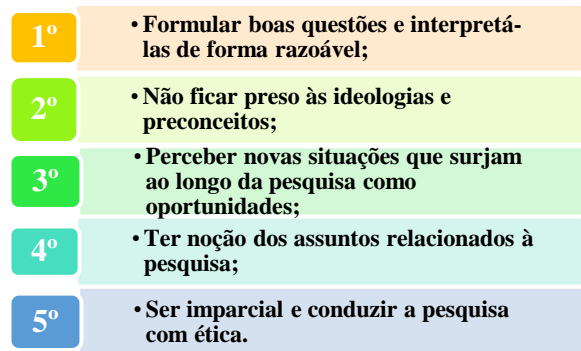 1º
• Formular boas questões e interpretá-
las de forma razoável;
2º
• Não ficar preso às ideologias e
preconceitos;
3º
• Perceber novas situações que surjam
ao longo da pesquisa como
oportunidades;
4º
• Ter noção dos assuntos relacionados à
pesquisa;
5º
• Ser imparcial e conduzir a pesquisa
com ética.